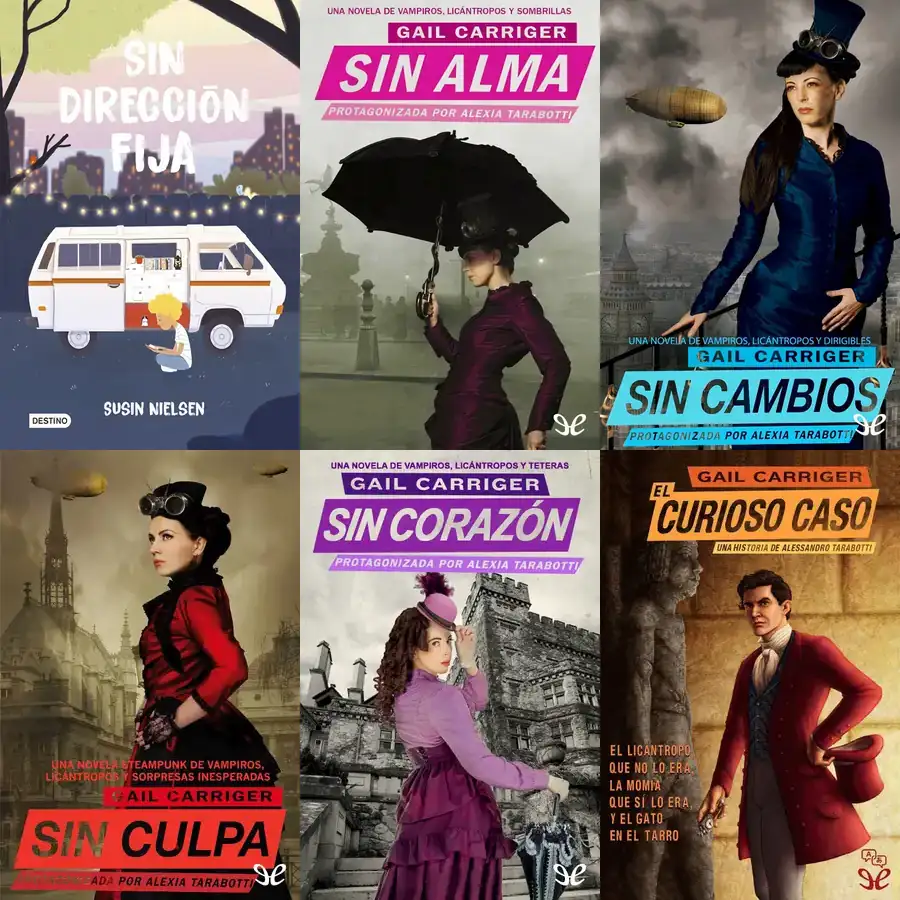 SIN
DIRECCIÓN
FIJA
SUSIN NIELSEN
DESTINO
UNA NOVELA DE VAMPIROS, LICÁNTROPOS Y SOMBRILLAS
GAIL CARRIGER
SIN ALMA
PROTAGONIZADA POR ALEXIA TARABOTTI
UNA NOVELA DE VAMPIROS, LICÁNTROPOS Y DIRIGIBLES
GAIL CARRIGER
SIN CAMBIOS
PROTAGONIZADA POR ALEXIA TARABOTTI
UNA NOVELA STEAMPUNK DE VAMPIROS,
LICÁNTROPOS Y SORPRESAS INESPERADAS
GAIL CARRIGER
SIN CULPA
PROTAGONIZADA POR ALEXIA TARABOTTI
UNA NOVELA DE VAMPIROS, LICÁNTROPOS Y TETERAS
GAIL CARRIGER
SIN CORAZÓN
PROTAGONIZADA POR ALEXIA TARABOTTI
GAIL CARRIGER
EL
CURIOSO CASO
UNA HISTORIA DE ALESSANDRO TARABOTTI
EL LICÁNTROPO
QUE NO LO ERA,
LA MOMIA
QUE SÍ LO ERA,
Y EL GATO
EN EL TARRO